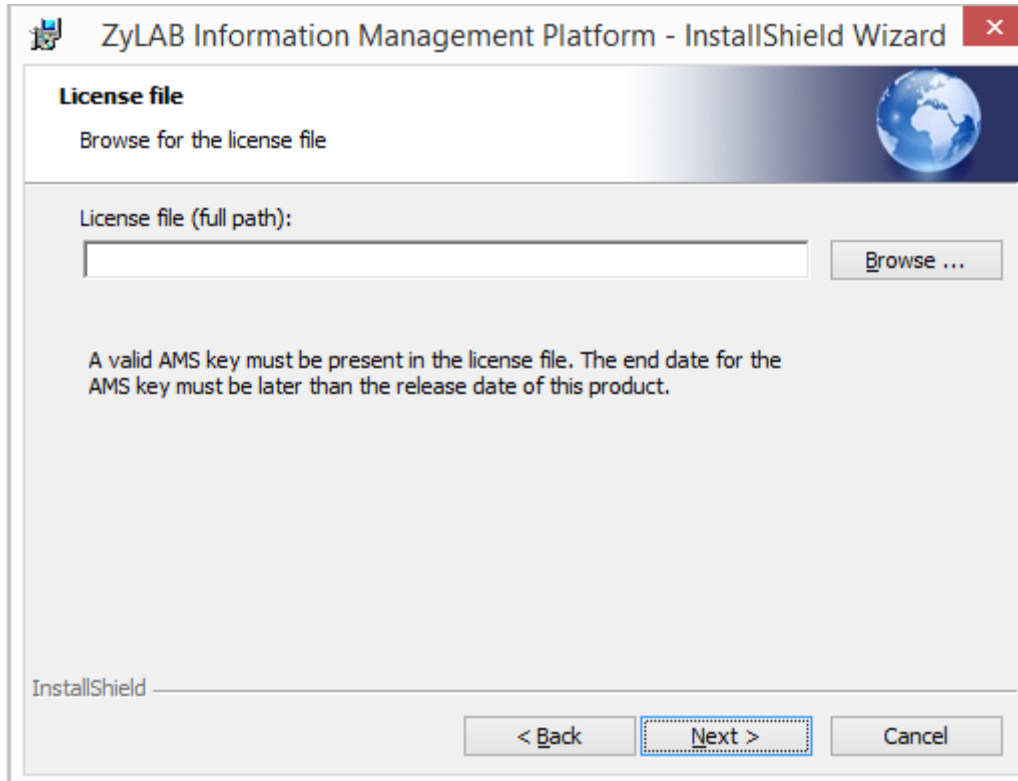 ZyLAB Information Management Platform - InstallShield Wizard
License file
Browse for the license file
License file (full path):
Browse ...
A valid AMS key must be present in the license file. The end date for the
AMS key must be later than the release date of this product.
InstallShield
< Back Next > Cancel